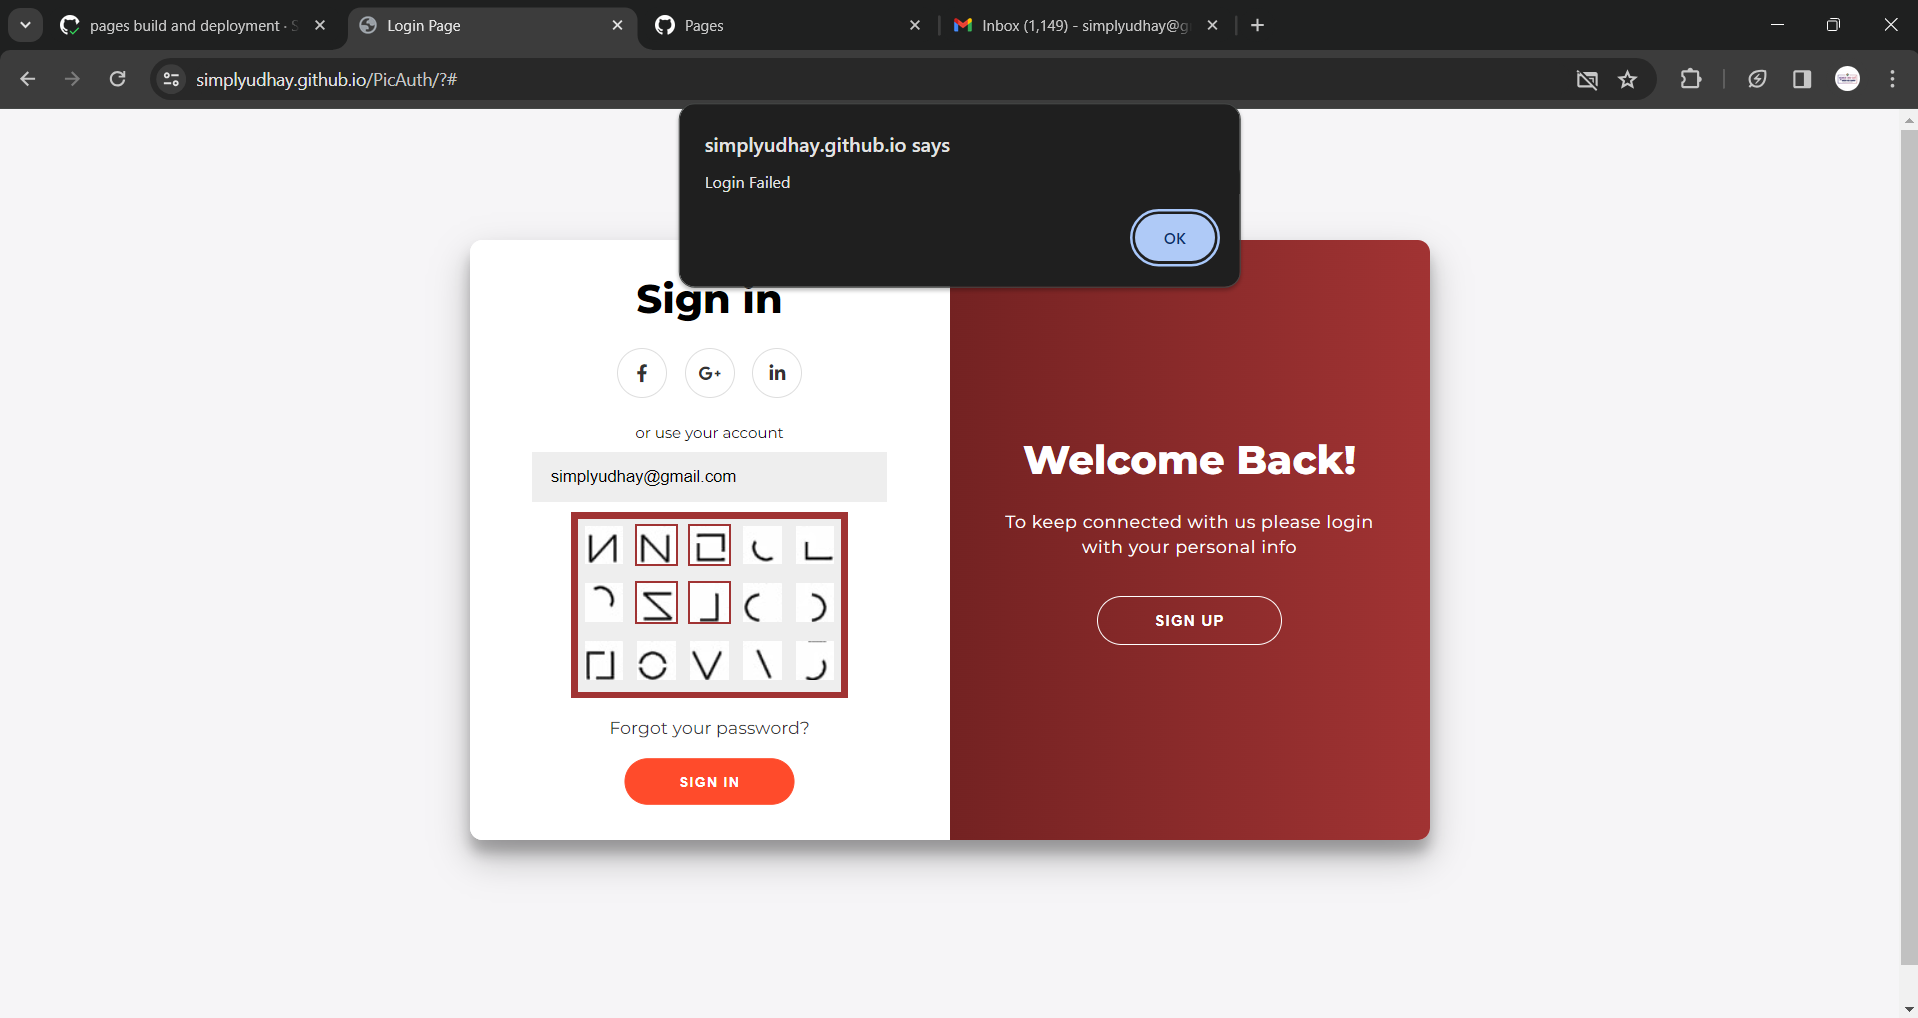 pages build and deployment · S
Login Page
Pages
Inbox (1,149) - simplyudhay@g
simplyudhay.github.io/PicAuth/?#
simplyudhay.github.io says
Login Failed
OK
Sign in
f
G+
in
or use your account
simplyudhay@gmail.com
Forgot your password?
SIGN IN
Welcome Back!
To keep connected with us please login
with your personal info
SIGN UP